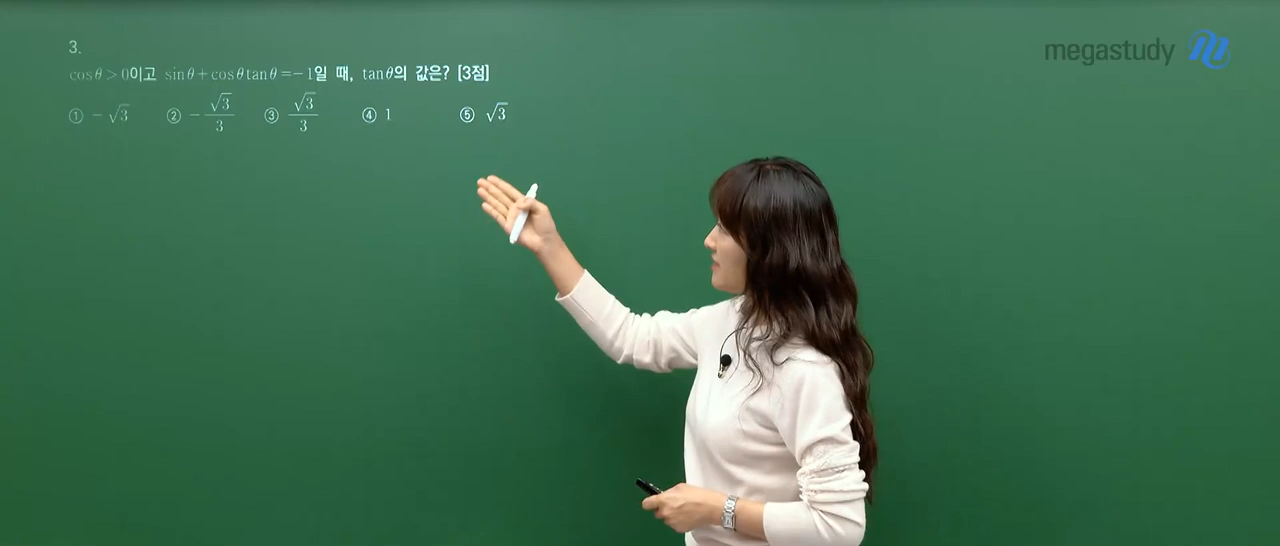 megastudy
3.
cosθ > 0이고 sinθ+cosθtanθ=-1일 때, tanθ의 값은? [3점]
① -√3 ② -√3/3 ③ √3/3 ④ 1 ⑤ √3